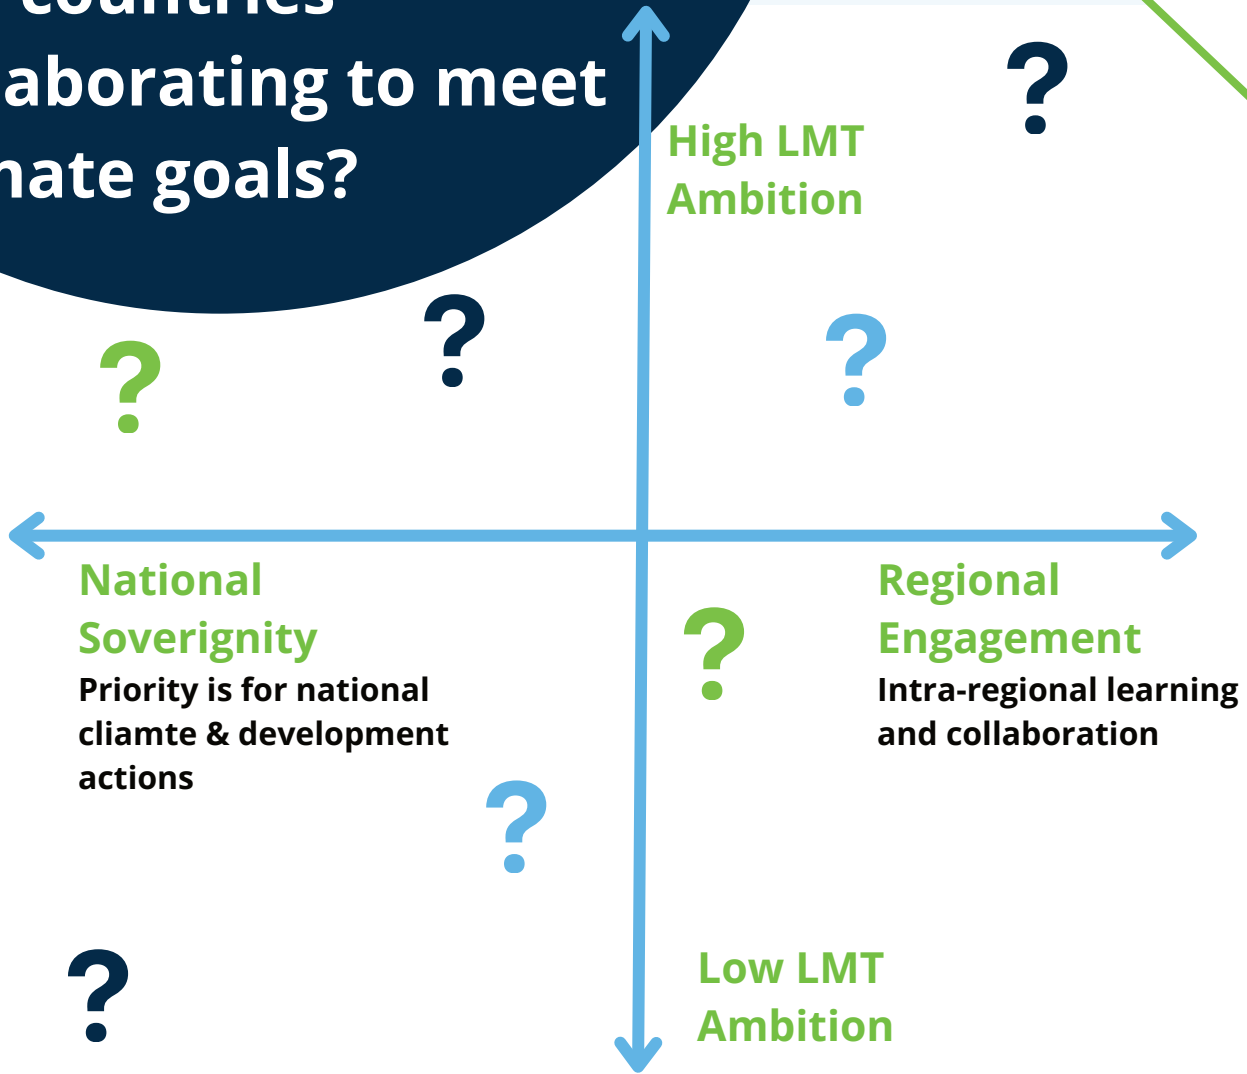 countries
aborating to meet
nate goals?
High LMT
Ambition
?
?
?
?
National
Soverignity
Priority is for national
cliamte & development
actions
Regional
Engagement
Intra-regional learning
and collaboration
?
?
?
Low LMT
Ambition